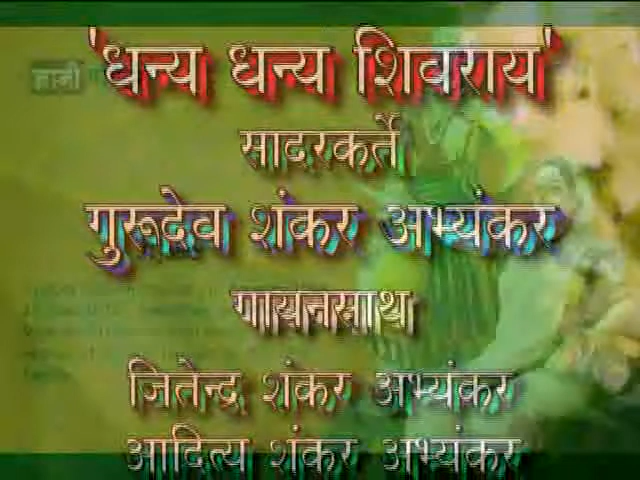 'धन्य धन्य शिवराय'
ज्ञानी
सादरकर्ते
गुरूदेव शंकर अभ्यंकर
गायनसाथ
जितेन्द्र शंकर अभ्यंकर
आदित्य शंकर अभ्यंकर